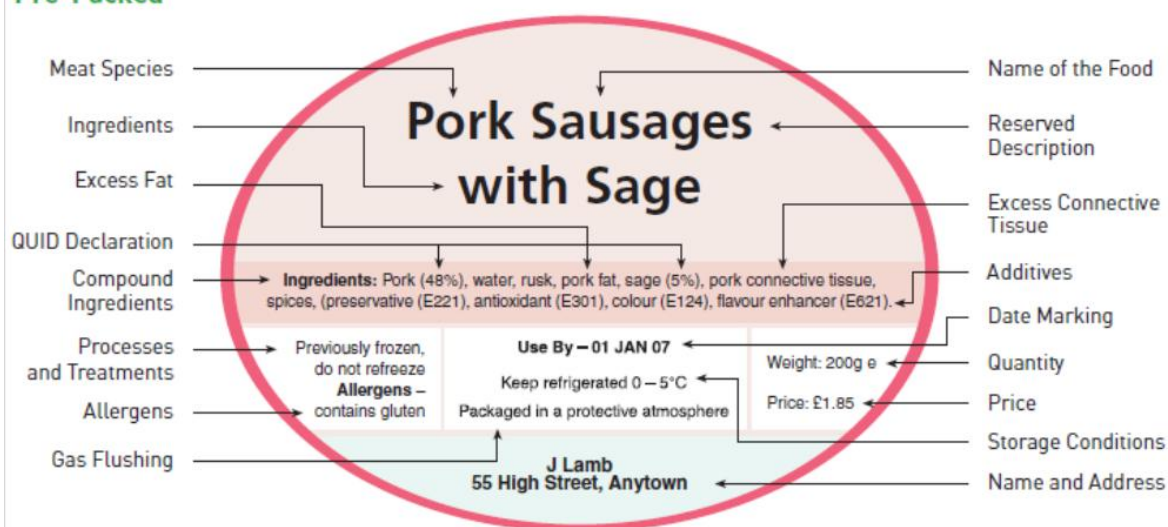 Meat Species
Ingredients
Excess Fat
QUID Declaration
Compound
Ingredients
Processes
and Treatments
Allergens
Gas Flushing
Pork Sausages
with Sage
Ingredients: Pork (48%), water, rusk, pork fat, sage (5%), pork connective tissue,
spices, (preservative (E221), antioxidant (E301), colour (E124), flavour enhancer (E621).
Previously frozen,
do not refreeze
Allergens –
contains gluten
Use By – 01 JAN 07
Keep refrigerated 0 – 5°C
Packaged in a protective atmosphere
Weight: 200g e
Price: £1.85
J Lamb
55 High Street, Anytown
Name of the Food
Reserved
Description
Excess Connective
Tissue
Additives
Date Marking
Quantity
Price
Storage Conditions
Name and Address